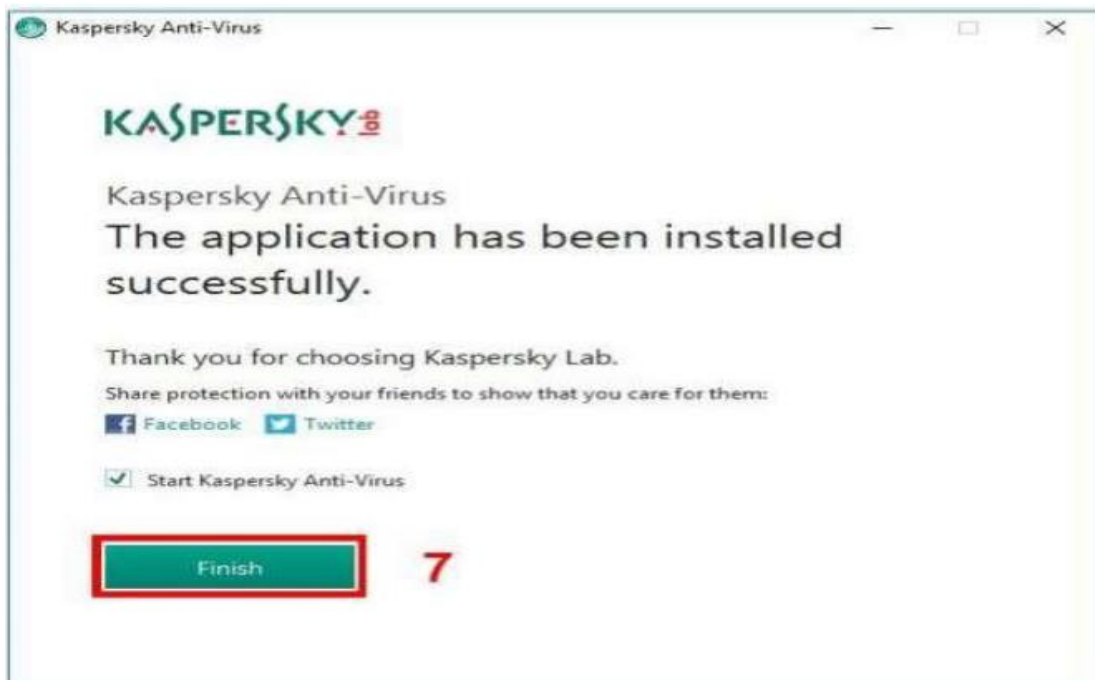 Kaspersky Anti-Virus
KASPERSKY lab
Kaspersky Anti-Virus
The application has been installed
successfully.
Thank you for choosing Kaspersky Lab.
Share protection with your friends to show that you care for them:
Facebook Twitter
Start Kaspersky Anti-Virus
Finish 7